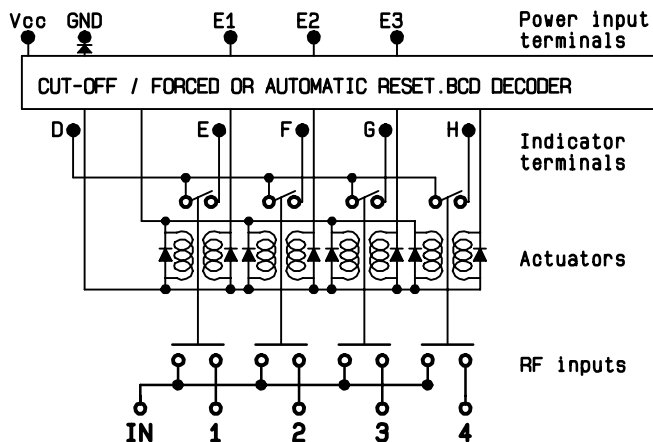 Vcc GND E1 E2 E3 Power input
terminals
CUT-OFF / FORCED OR AUTOMATIC RESET.BCD DECODER
D E F G H Indicator
terminals
Actuators
RF inputs
IN 1 2 3 4